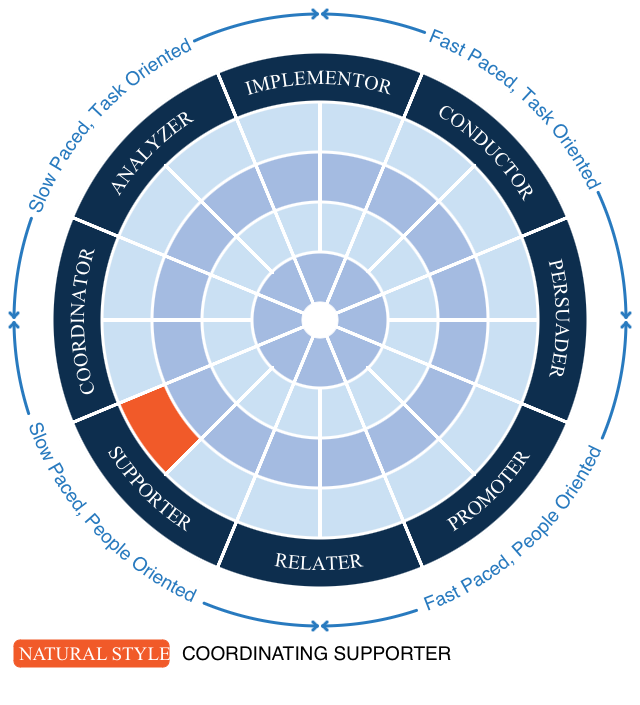 Slow Paced, Task Oriented
Fast Paced, Task Oriented
IMPLEMENTOR
ANALYZER
CONDUCTOR
COORDINATOR
PERSUADER
SUPPORTER
PROMOTER
RELATER
Slow Paced, People Oriented
Fast Paced, People Oriented
NATURAL STYLE COORDINATING SUPPORTER